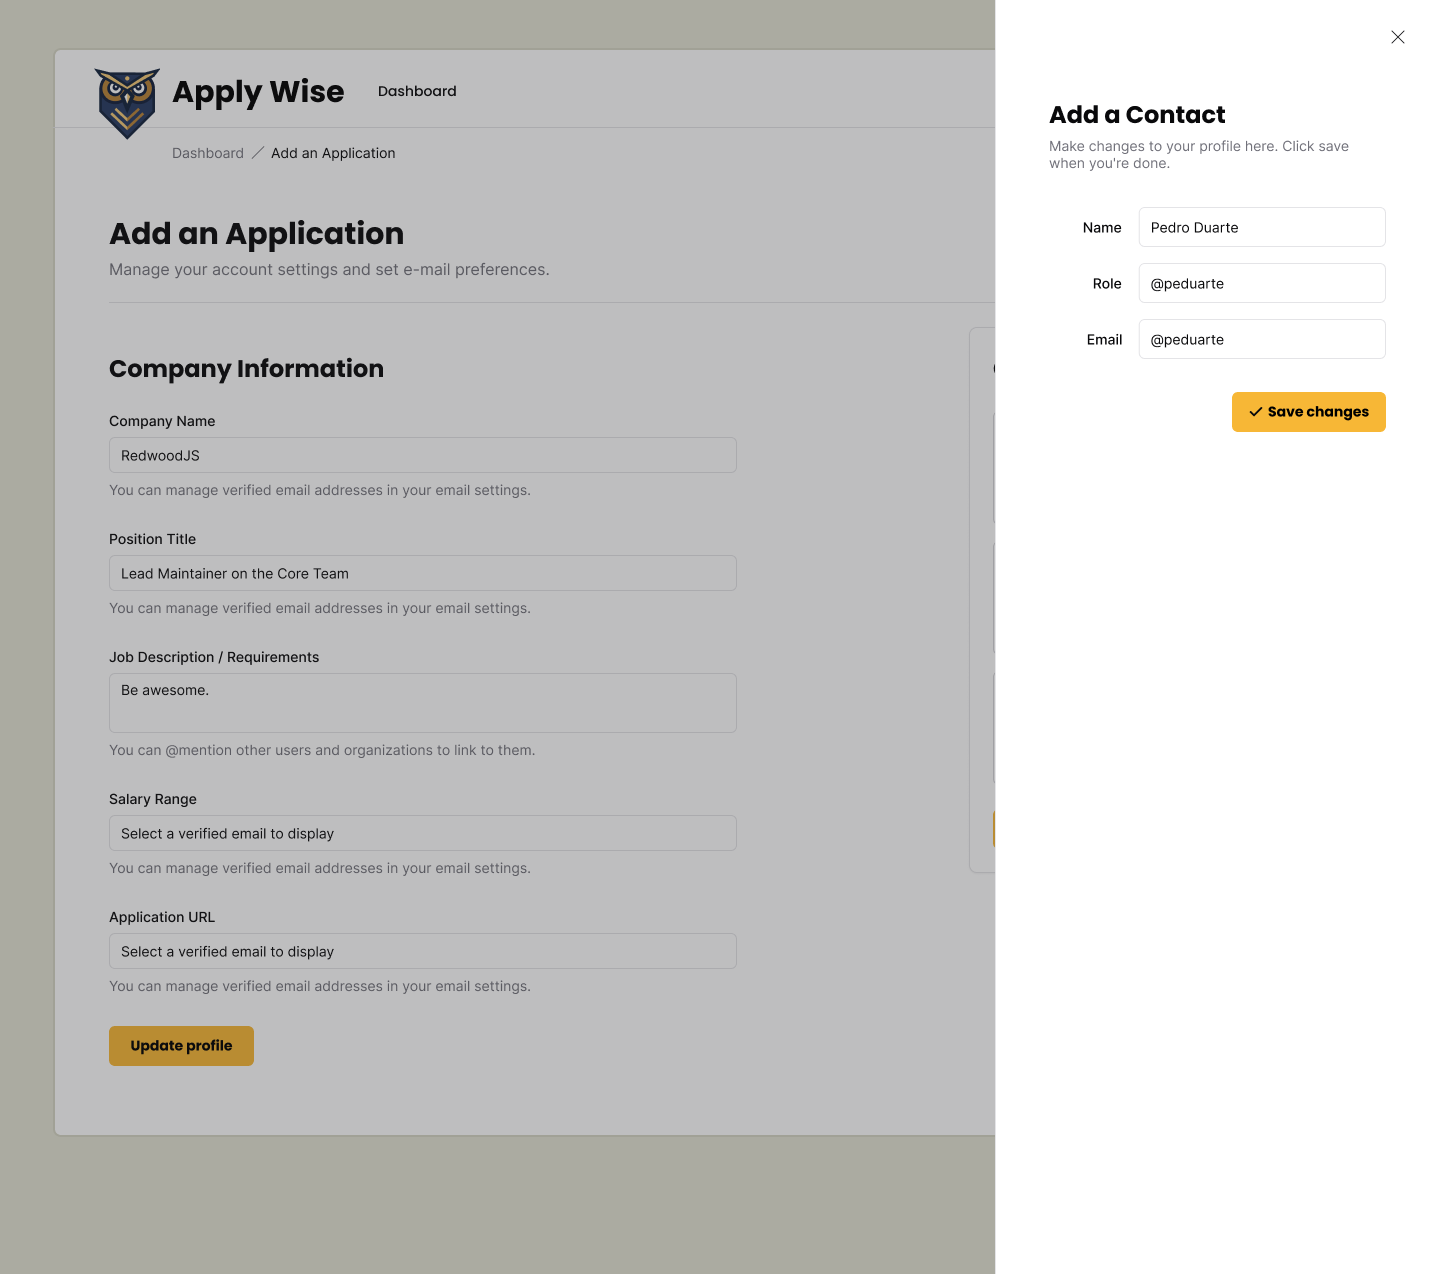 Apply Wise
Dashboard
Dashboard / Add an Application
Add an Application
Manage your account settings and set e-mail preferences.
Company Information
Company Name
RedwoodJS
You can manage verified email addresses in your email settings.
Position Title
Lead Maintainer on the Core Team
You can manage verified email addresses in your email settings.
Job Description / Requirements
Be awesome.
You can @mention other users and organizations to link to them.
Salary Range
Select a verified email to display
You can manage verified email addresses in your email settings.
Application URL
Select a verified email to display
You can manage verified email addresses in your email settings.
Update profile
Add a Contact
Make changes to your profile here. Click save
when you're done.
Name
Pedro Duarte
Role
@peduarte
Email
@peduarte
Save changes